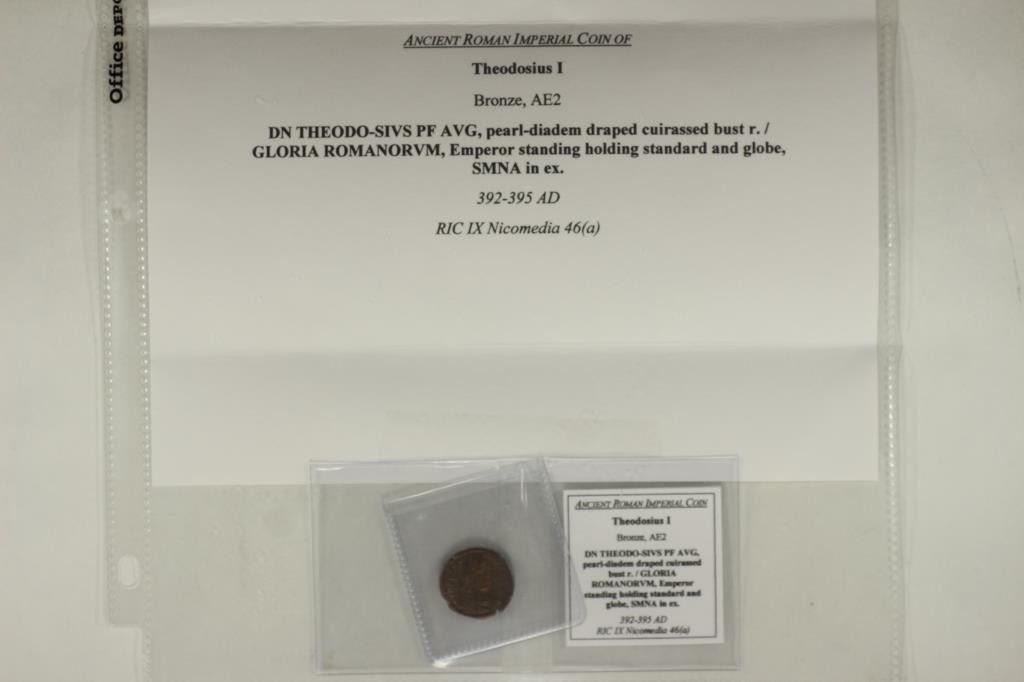 Office DEPO
ANCIENT ROMAN IMPERIAL COIN OF
Theodosius I
Bronze, AE2
DN THEODO-SIVS PF AVG, pearl-diadem draped cuirassed bust r. /
GLORIA ROMANORVM, Emperor standing holding standard and globe,
SMNA in ex.
392-395 AD
RIC IX Nicomedia 46(a)
ANCIENT ROMAN IMPERIAL COIN
Theodosius I
Bronze, AE2
DN THEODO-SIVS PF AVG,
pearl-diadem draped cuirassed
bust r. / GLORIA
ROMANORVM, Emperor
standing holding standard and
globe, SMNA in ex.
392-395 AD
RIC IX Nicomedia 46(a)